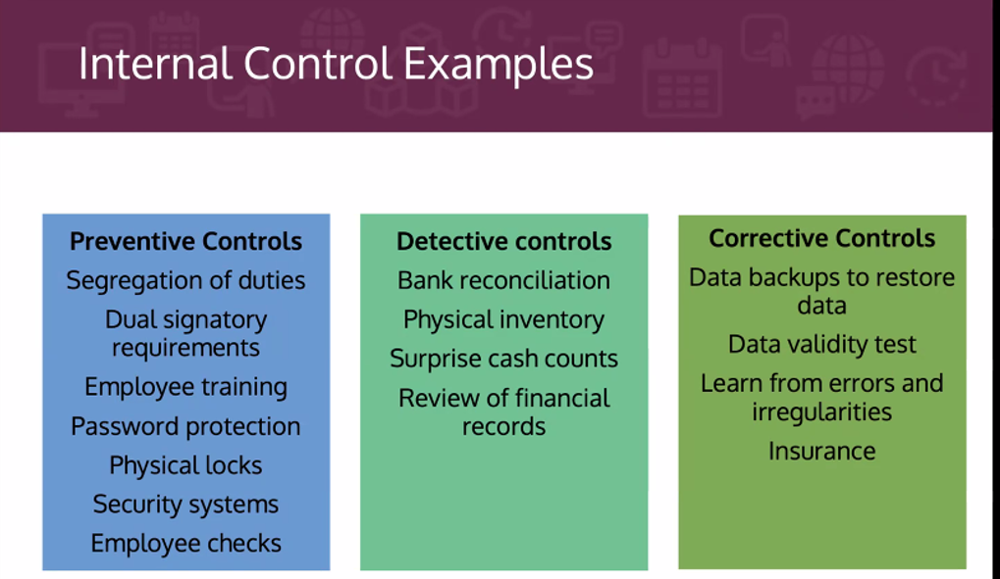 Internal Control Examples
Preventive Controls
Segregation of duties
Dual signatory
requirements
Employee training
Password protection
Physical locks
Security systems
Employee checks
Detective controls
Bank reconciliation
Physical inventory
Surprise cash counts
Review of financial
records
Corrective Controls
Data backups to restore
data
Data validity test
Learn from errors and
irregularities
Insurance